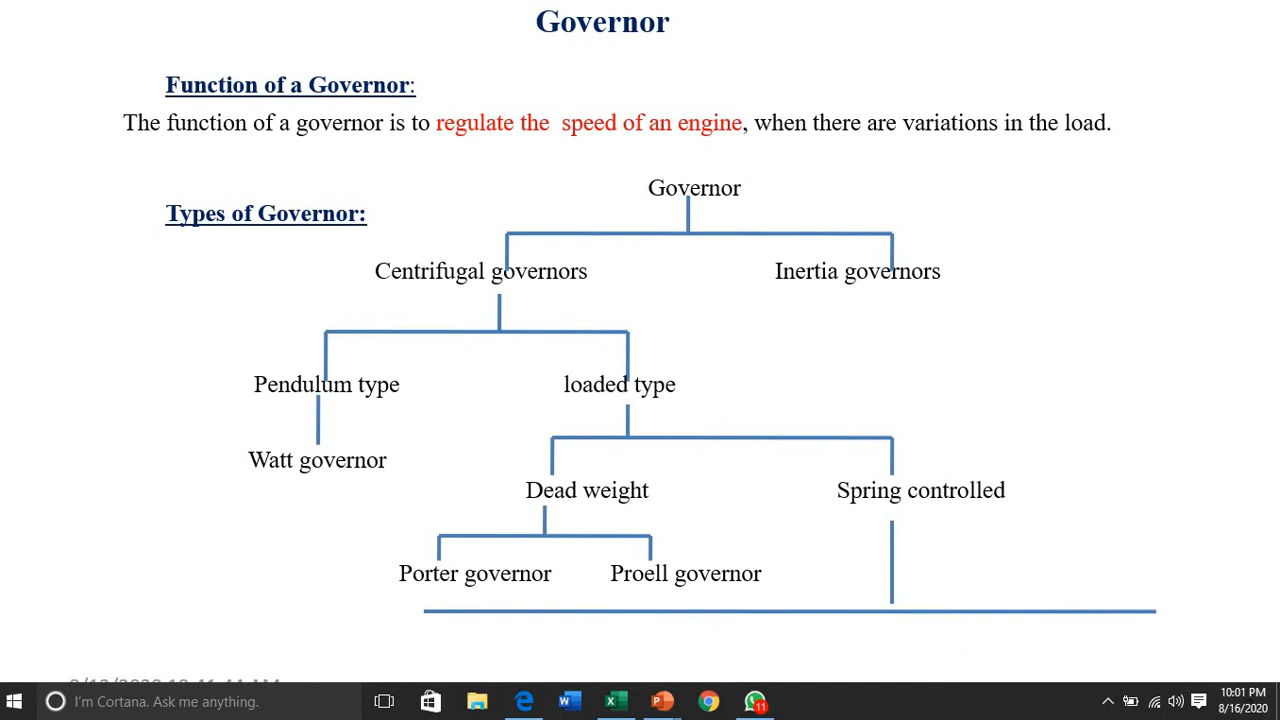 Governor
Function of a Governor:
The function of a governor is to regulate the speed of an engine, when there are variations in the load.
Governor
Types of Governor:
Centrifugal governors
Inertia governors
Pendulum type
loaded type
Watt governor
Dead weight
Spring controlled
Porter governor
Proell governor
I'm Cortana. Ask me anything.
11
10:01 PM
8/16/2020